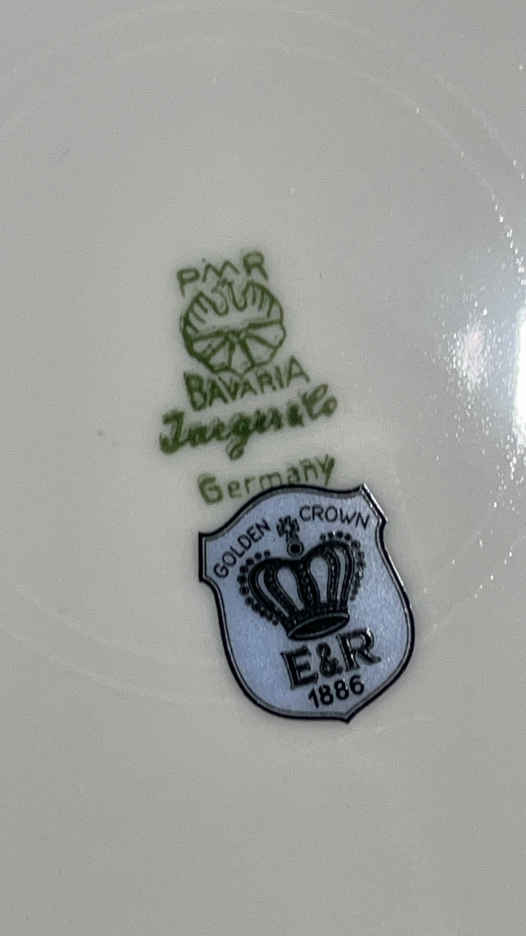 PMR
BAVARIA
Jaeger & Co
Germany
GOLDEN CROWN
E&R
1886